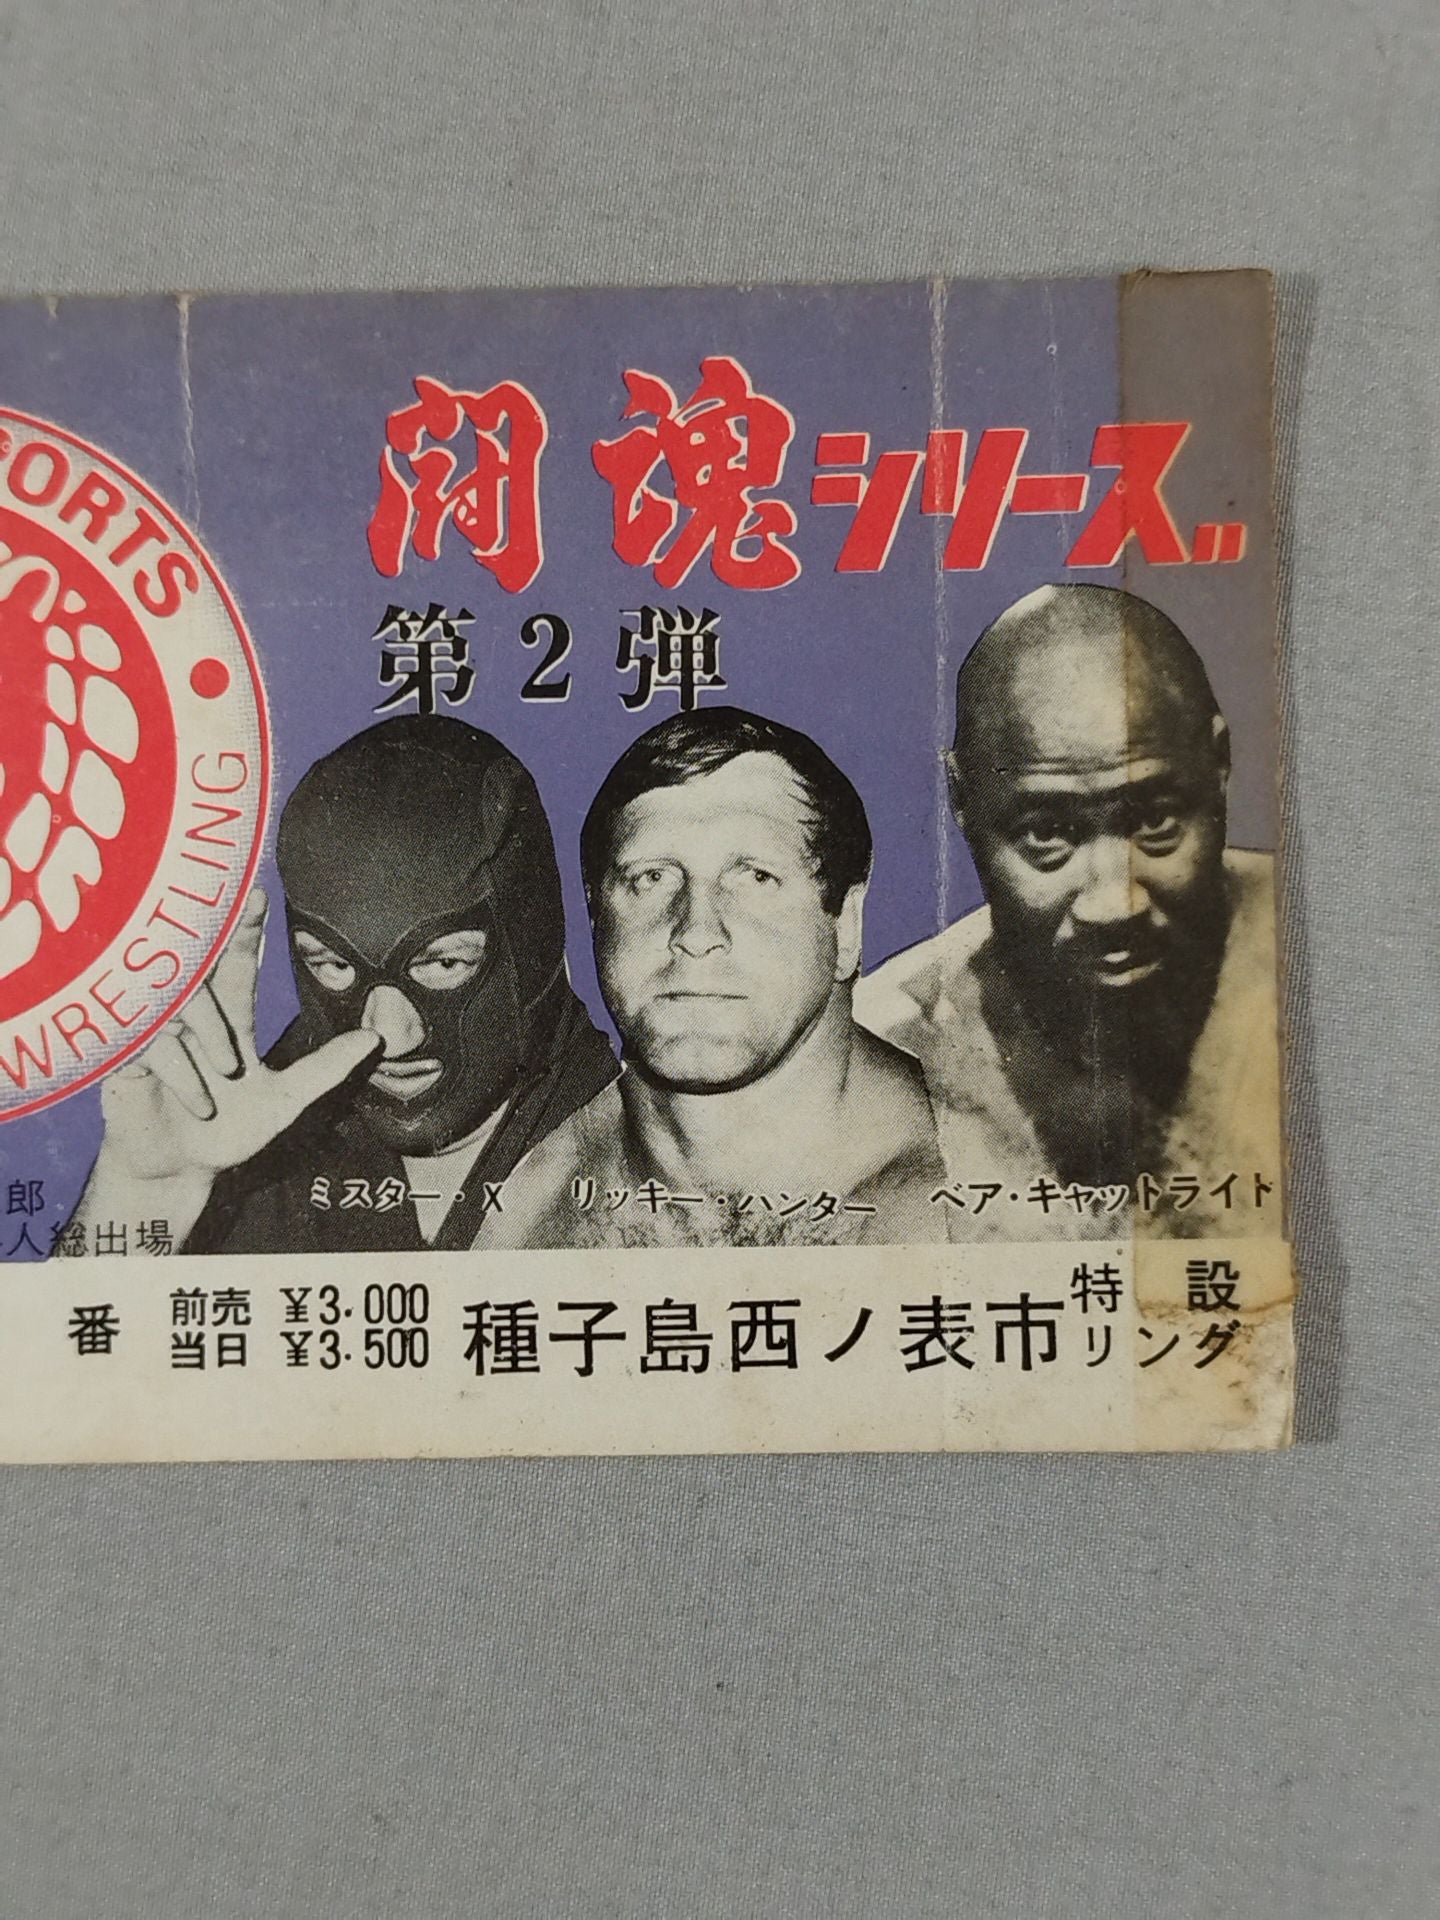 闘魂シリーズ
第2弾
PORTS • WRESTLING
ミスター・X
リッキー・ハンター
ベア・キャットライト
郎
人総出場
番
前売 ¥3.000
当日 ¥3.500
種子島西ノ表市
特設
リング